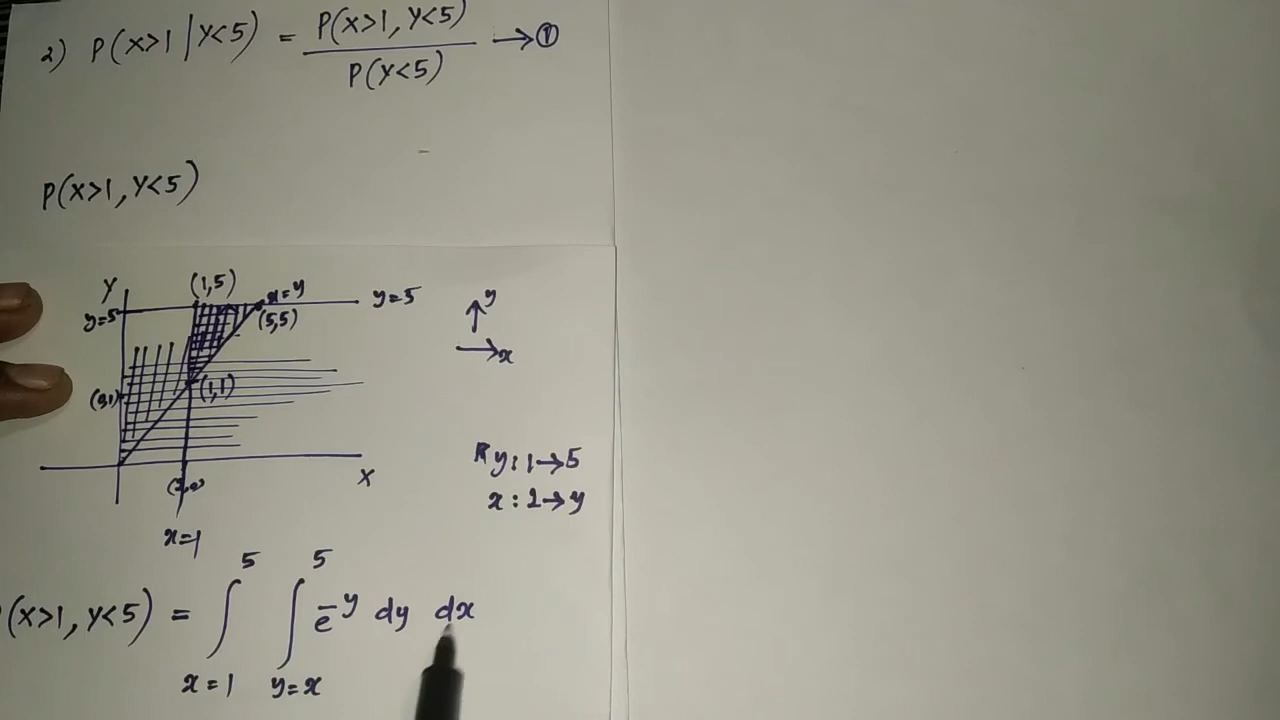 2) P(X>1 | Y<5) = P(X>1, Y<5) / P(Y<5) → ①
P(X>1, Y<5)
Y
(1,5)
x=y
y=5
y=5
(5,5)
y
x
(1,1)
x
x=1
y: 1→5
x: 1→y
(X>1, Y<5) = ∫_{x=1}^{5} ∫_{y=x}^{5} e^{-y} dy dx